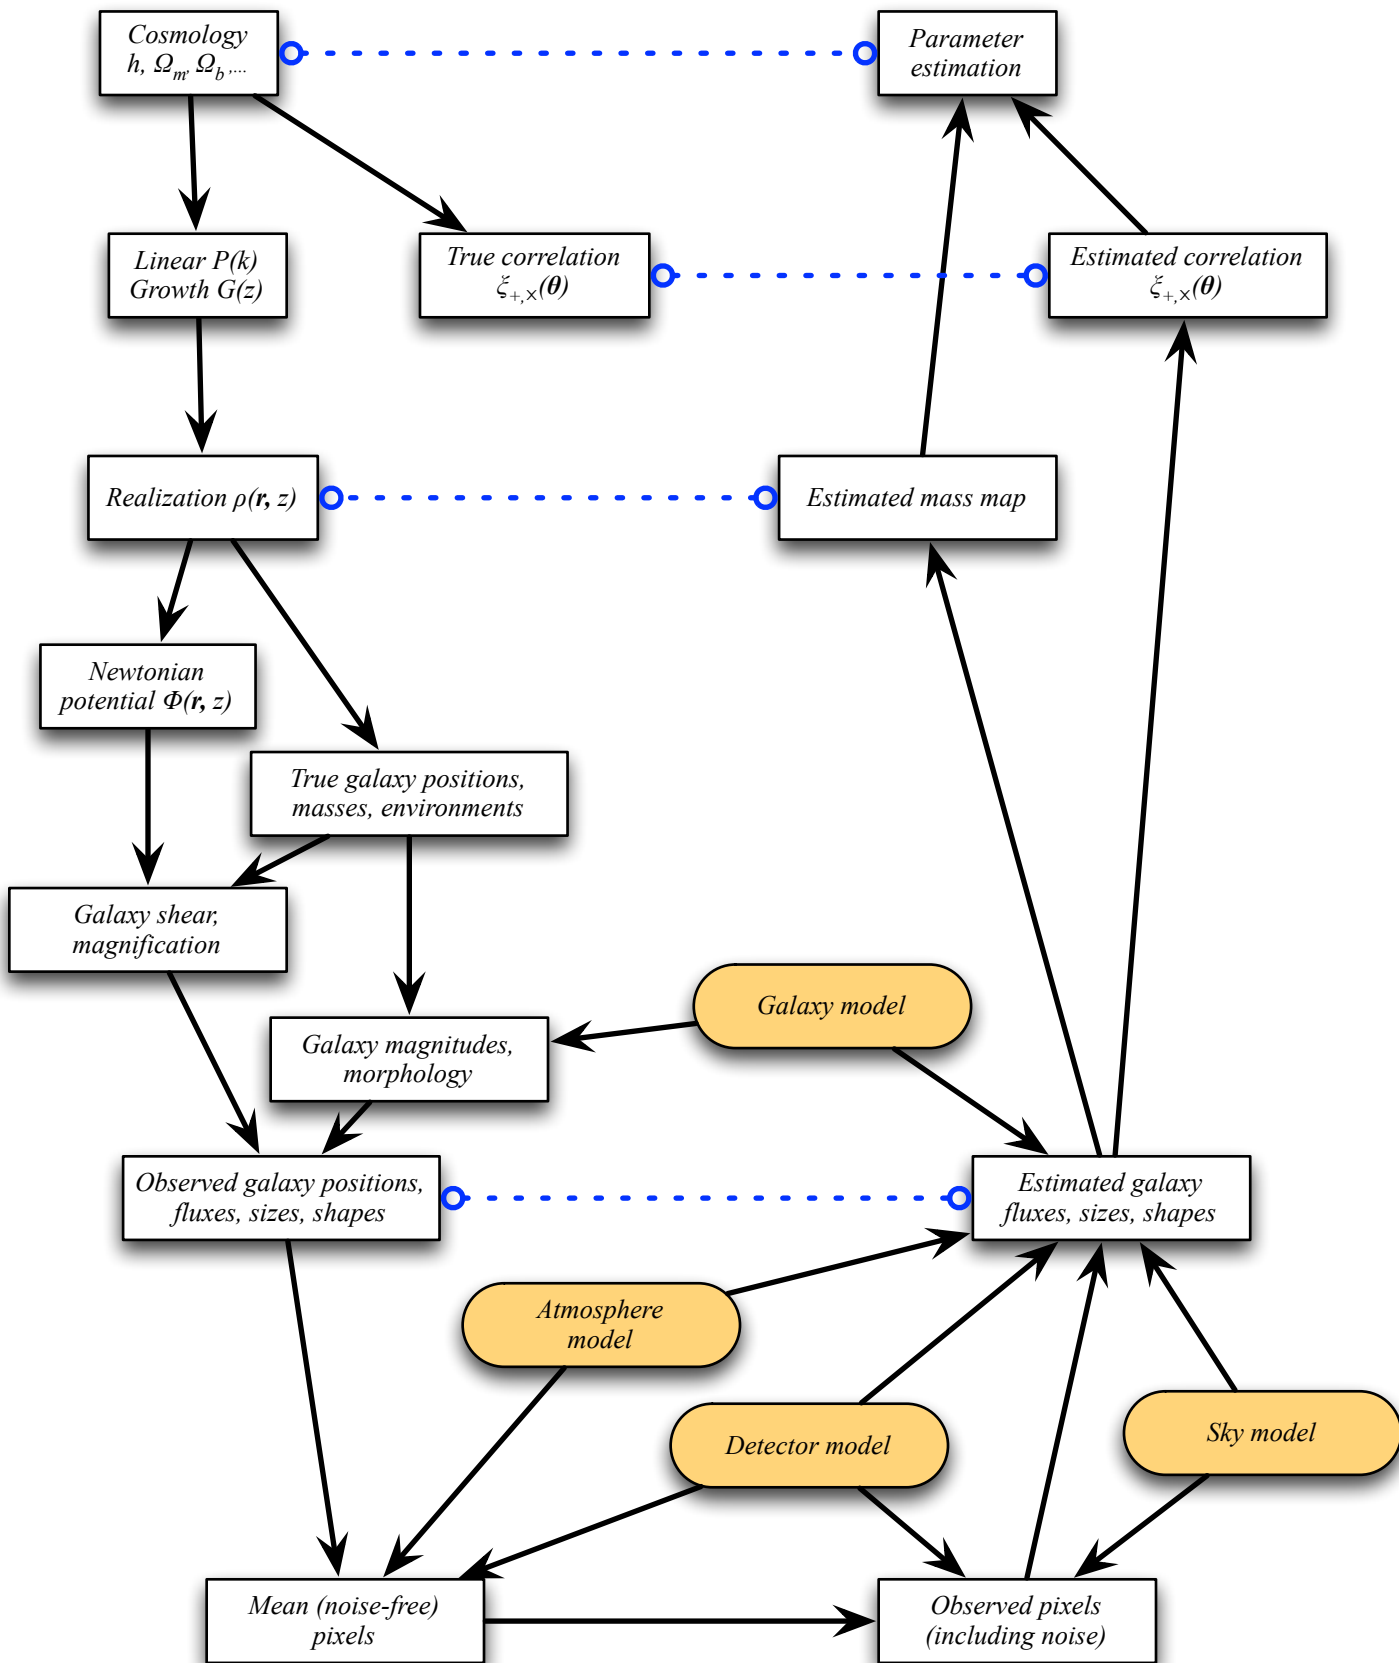 Cosmology
h, Ωm, Ωb ,...
Parameter
estimation
Linear P(k)
Growth G(z)
True correlation
ξ+,×(θ)
Estimated correlation
ξ+,×(θ)
Realization ρ(r, z)
Estimated mass map
Newtonian
potential Φ(r, z)
True galaxy positions,
masses, environments
Galaxy shear,
magnification
Galaxy model
Galaxy magnitudes,
morphology
Observed galaxy positions,
fluxes, sizes, shapes
Estimated galaxy
fluxes, sizes, shapes
Atmosphere
model
Detector model
Sky model
Mean (noise-free)
pixels
Observed pixels
(including noise)